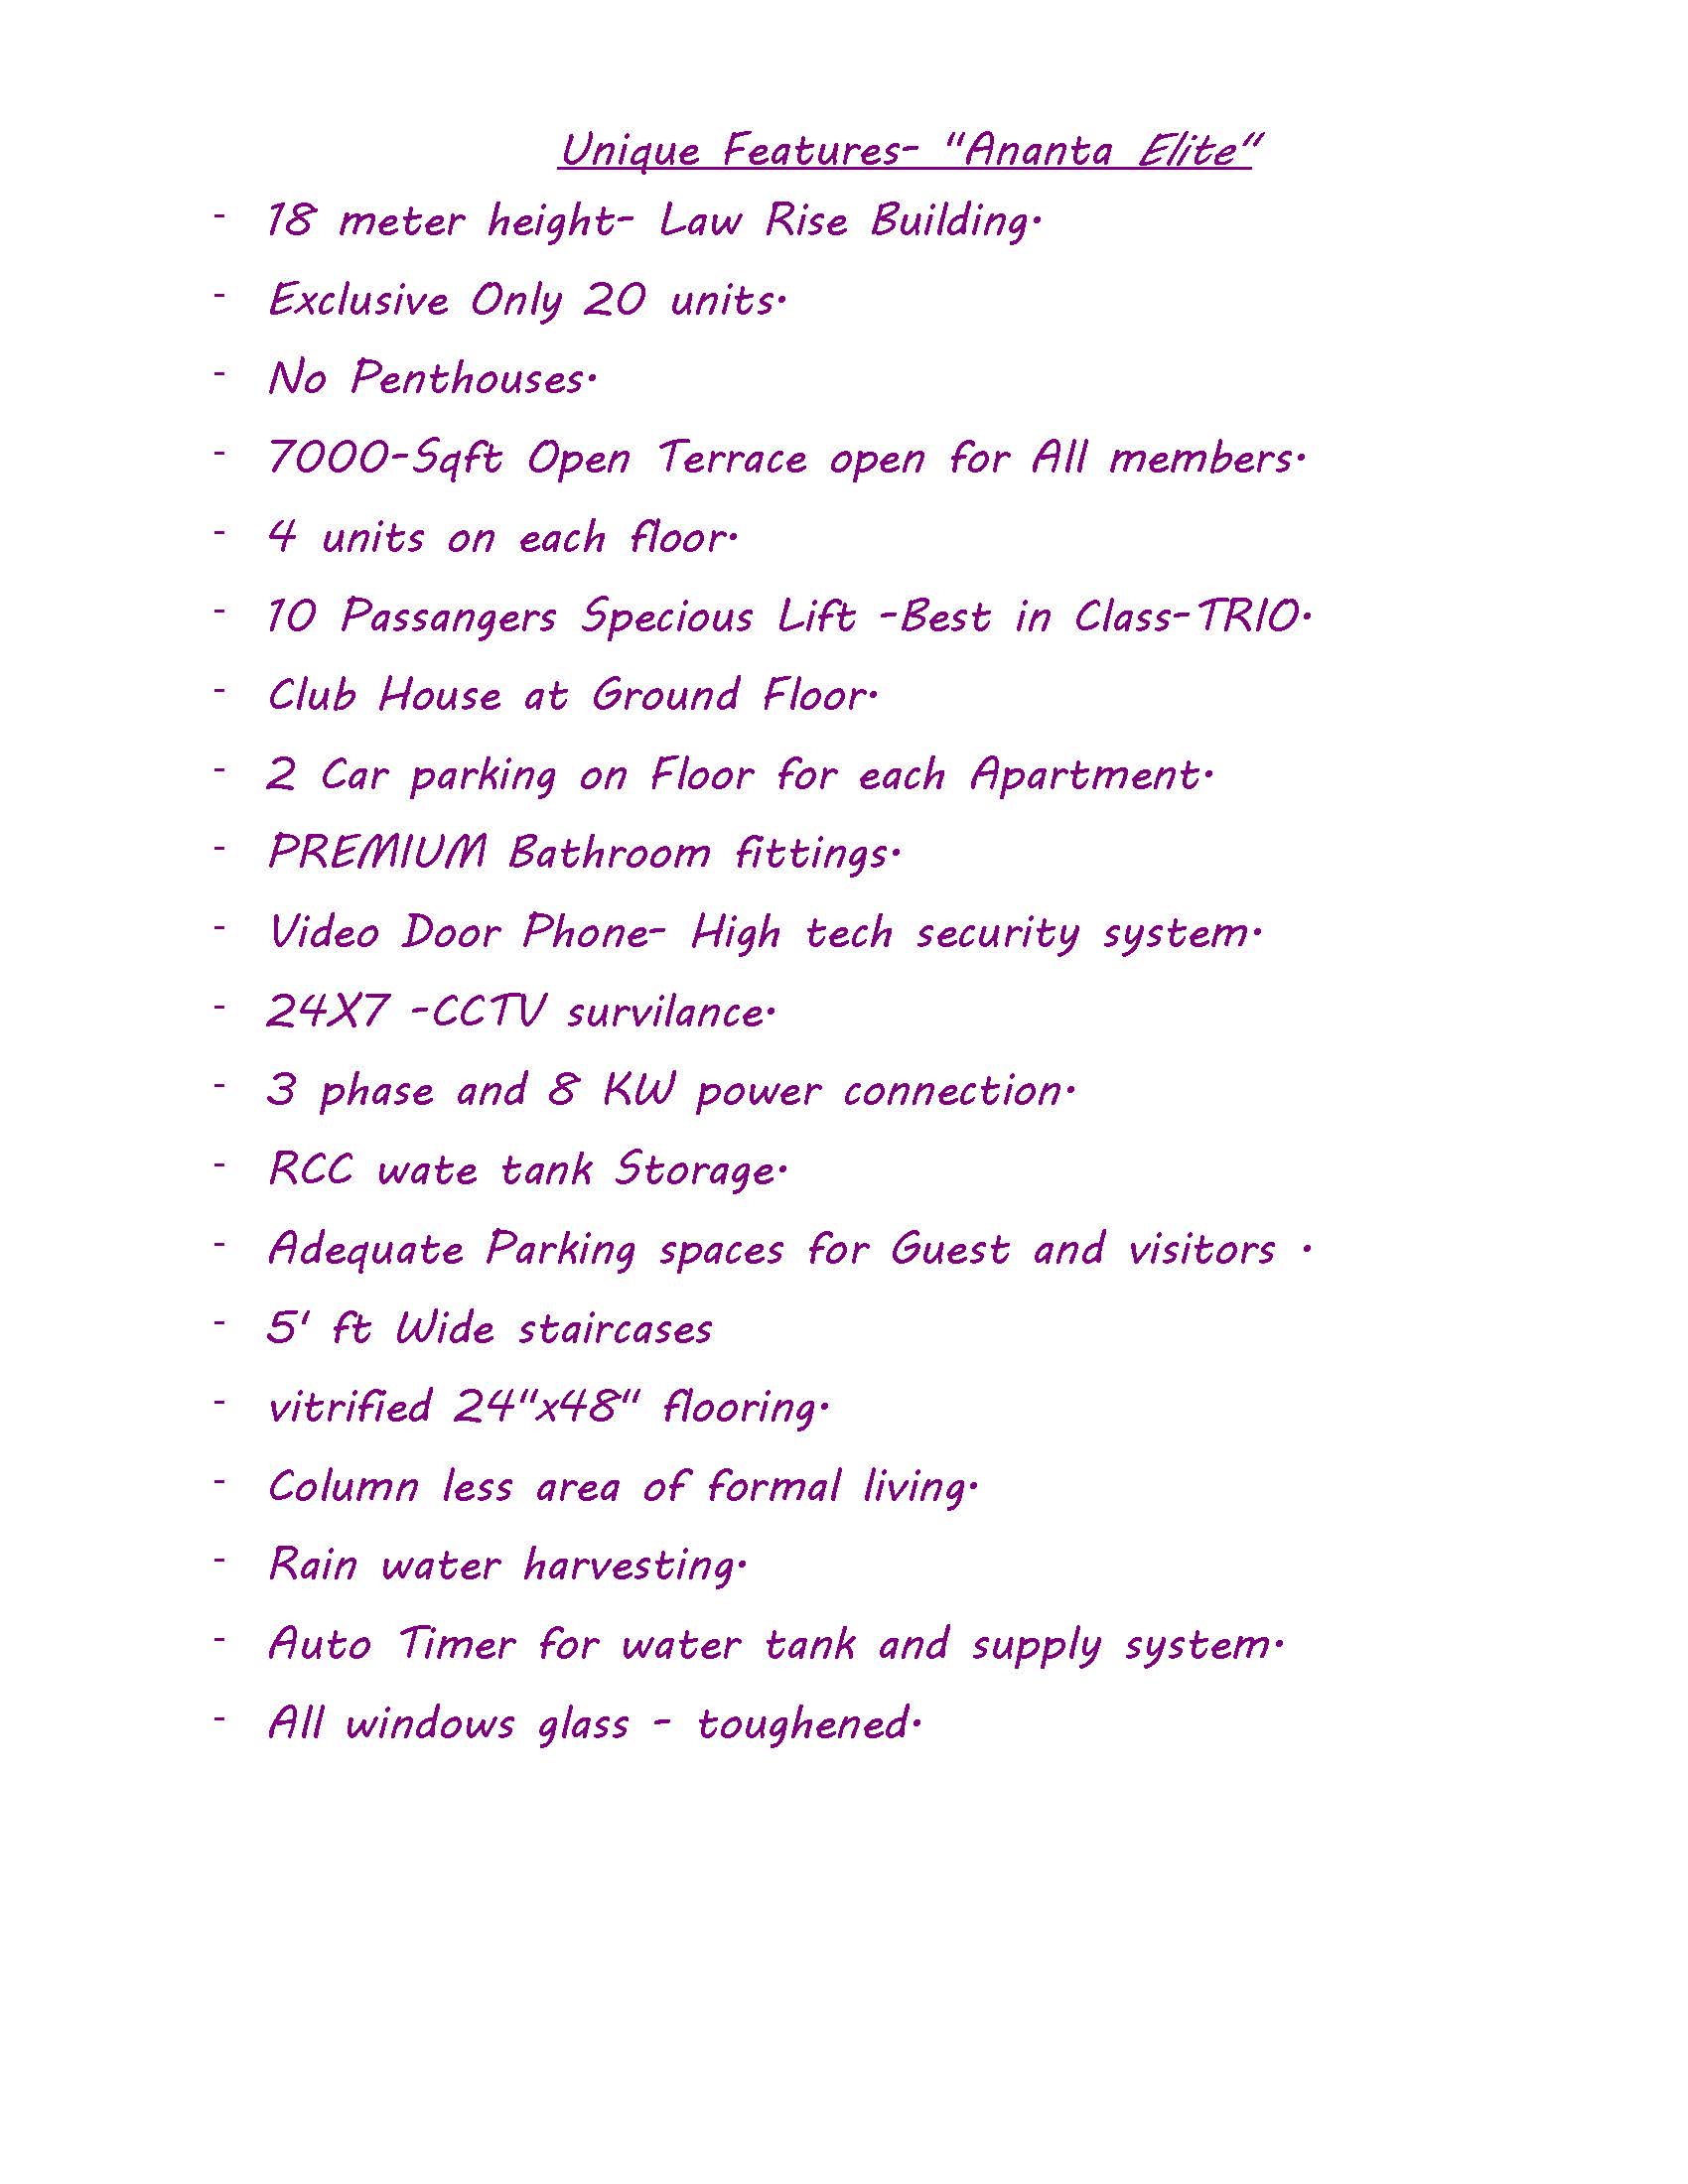 Unique Features- "Ananta Elite"
- 18 meter height- Law Rise Building.
- Exclusive Only 20 units.
- No Penthouses.
- 7000-Sqft Open Terrace open for All members.
- 4 units on each floor.
- 10 Passangers Specious Lift -Best in Class-TRIO.
- Club House at Ground Floor.
- 2 Car parking on Floor for each Apartment.
- PREMIUM Bathroom fittings.
- Video Door Phone- High tech security system.
- 24X7 -CCTV survilance.
- 3 phase and 8 KW power connection.
- RCC wate tank Storage.
- Adequate Parking spaces for Guest and visitors .
- 5' ft Wide staircases
- vitrified 24"x48" flooring.
- Column less area of formal living.
- Rain water harvesting.
- Auto Timer for water tank and supply system.
- All windows glass - toughened.